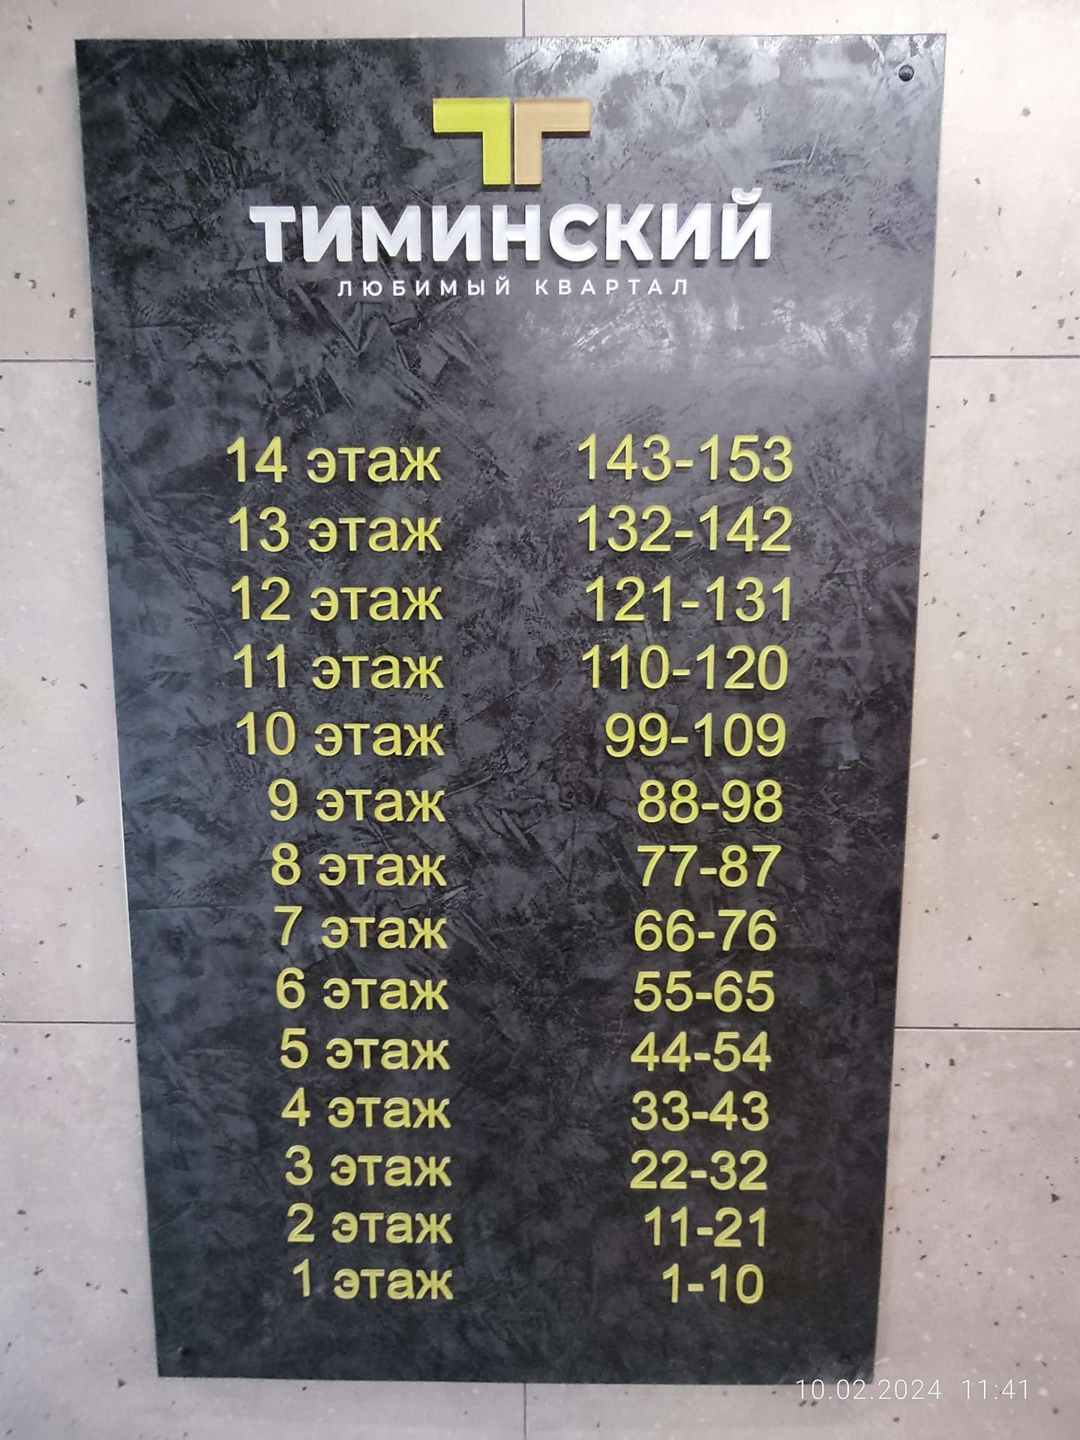 ТИМИНСКИЙ
ЛЮБИМЫЙ КВАРТАЛ
14 этаж 143-153
13 этаж 132-142
12 этаж 121-131
11 этаж 110-120
10 этаж 99-109
9 этаж 88-98
8 этаж 77-87
7 этаж 66-76
6 этаж 55-65
5 этаж 44-54
4 этаж 33-43
3 этаж 22-32
2 этаж 11-21
1 этаж 1-10
10.02.2024 11:41